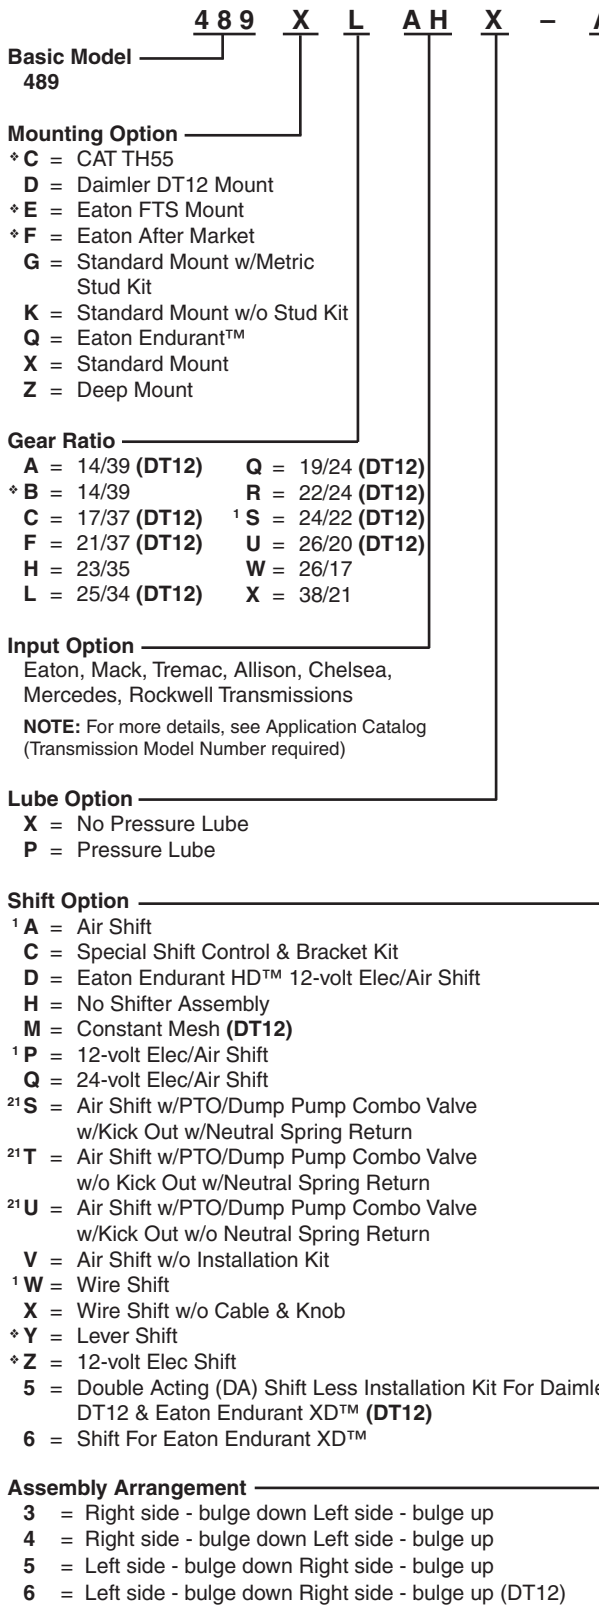 489 X L AH X – A
Basic Model
489
Mounting Option
❖ C = CAT TH55
D = Daimler DT12 Mount
❖ E = Eaton FTS Mount
❖ F = Eaton After Market
G = Standard Mount w/Metric
Stud Kit
K = Standard Mount w/o Stud Kit
Q = Eaton Endurant™
X = Standard Mount
Z = Deep Mount
Gear Ratio
A = 14/39 (DT12) Q = 19/24 (DT12)
❖ B = 14/39 R = 22/24 (DT12)
C = 17/37 (DT12) ¹ S = 24/22 (DT12)
F = 21/37 (DT12) U = 26/20 (DT12)
H = 23/35 W = 26/17
L = 25/34 (DT12) X = 38/21
Input Option
Eaton, Mack, Tremac, Allison, Chelsea,
Mercedes, Rockwell Transmissions
NOTE: For more details, see Application Catalog
(Transmission Model Number required)
Lube Option
X = No Pressure Lube
P = Pressure Lube
Shift Option
¹ A = Air Shift
C = Special Shift Control & Bracket Kit
D = Eaton Endurant HD™ 12-volt Elec/Air Shift
H = No Shifter Assembly
M = Constant Mesh (DT12)
¹ P = 12-volt Elec/Air Shift
Q = 24-volt Elec/Air Shift
²¹ S = Air Shift w/PTO/Dump Pump Combo Valve
w/Kick Out w/Neutral Spring Return
²¹ T = Air Shift w/PTO/Dump Pump Combo Valve
w/o Kick Out w/Neutral Spring Return
²¹ U = Air Shift w/PTO/Dump Pump Combo Valve
w/Kick Out w/o Neutral Spring Return
V = Air Shift w/o Installation Kit
¹ W = Wire Shift
X = Wire Shift w/o Cable & Knob
❖ Y = Lever Shift
❖ Z = 12-volt Elec Shift
5 = Double Acting (DA) Shift Less Installation Kit For Daimle
DT12 & Eaton Endurant XD™ (DT12)
6 = Shift For Eaton Endurant XD™
Assembly Arrangement
3 = Right side - bulge down Left side - bulge up
4 = Right side - bulge down Left side - bulge up
5 = Left side - bulge down Right side - bulge up
6 = Left side - bulge down Right side - bulge up (DT12)